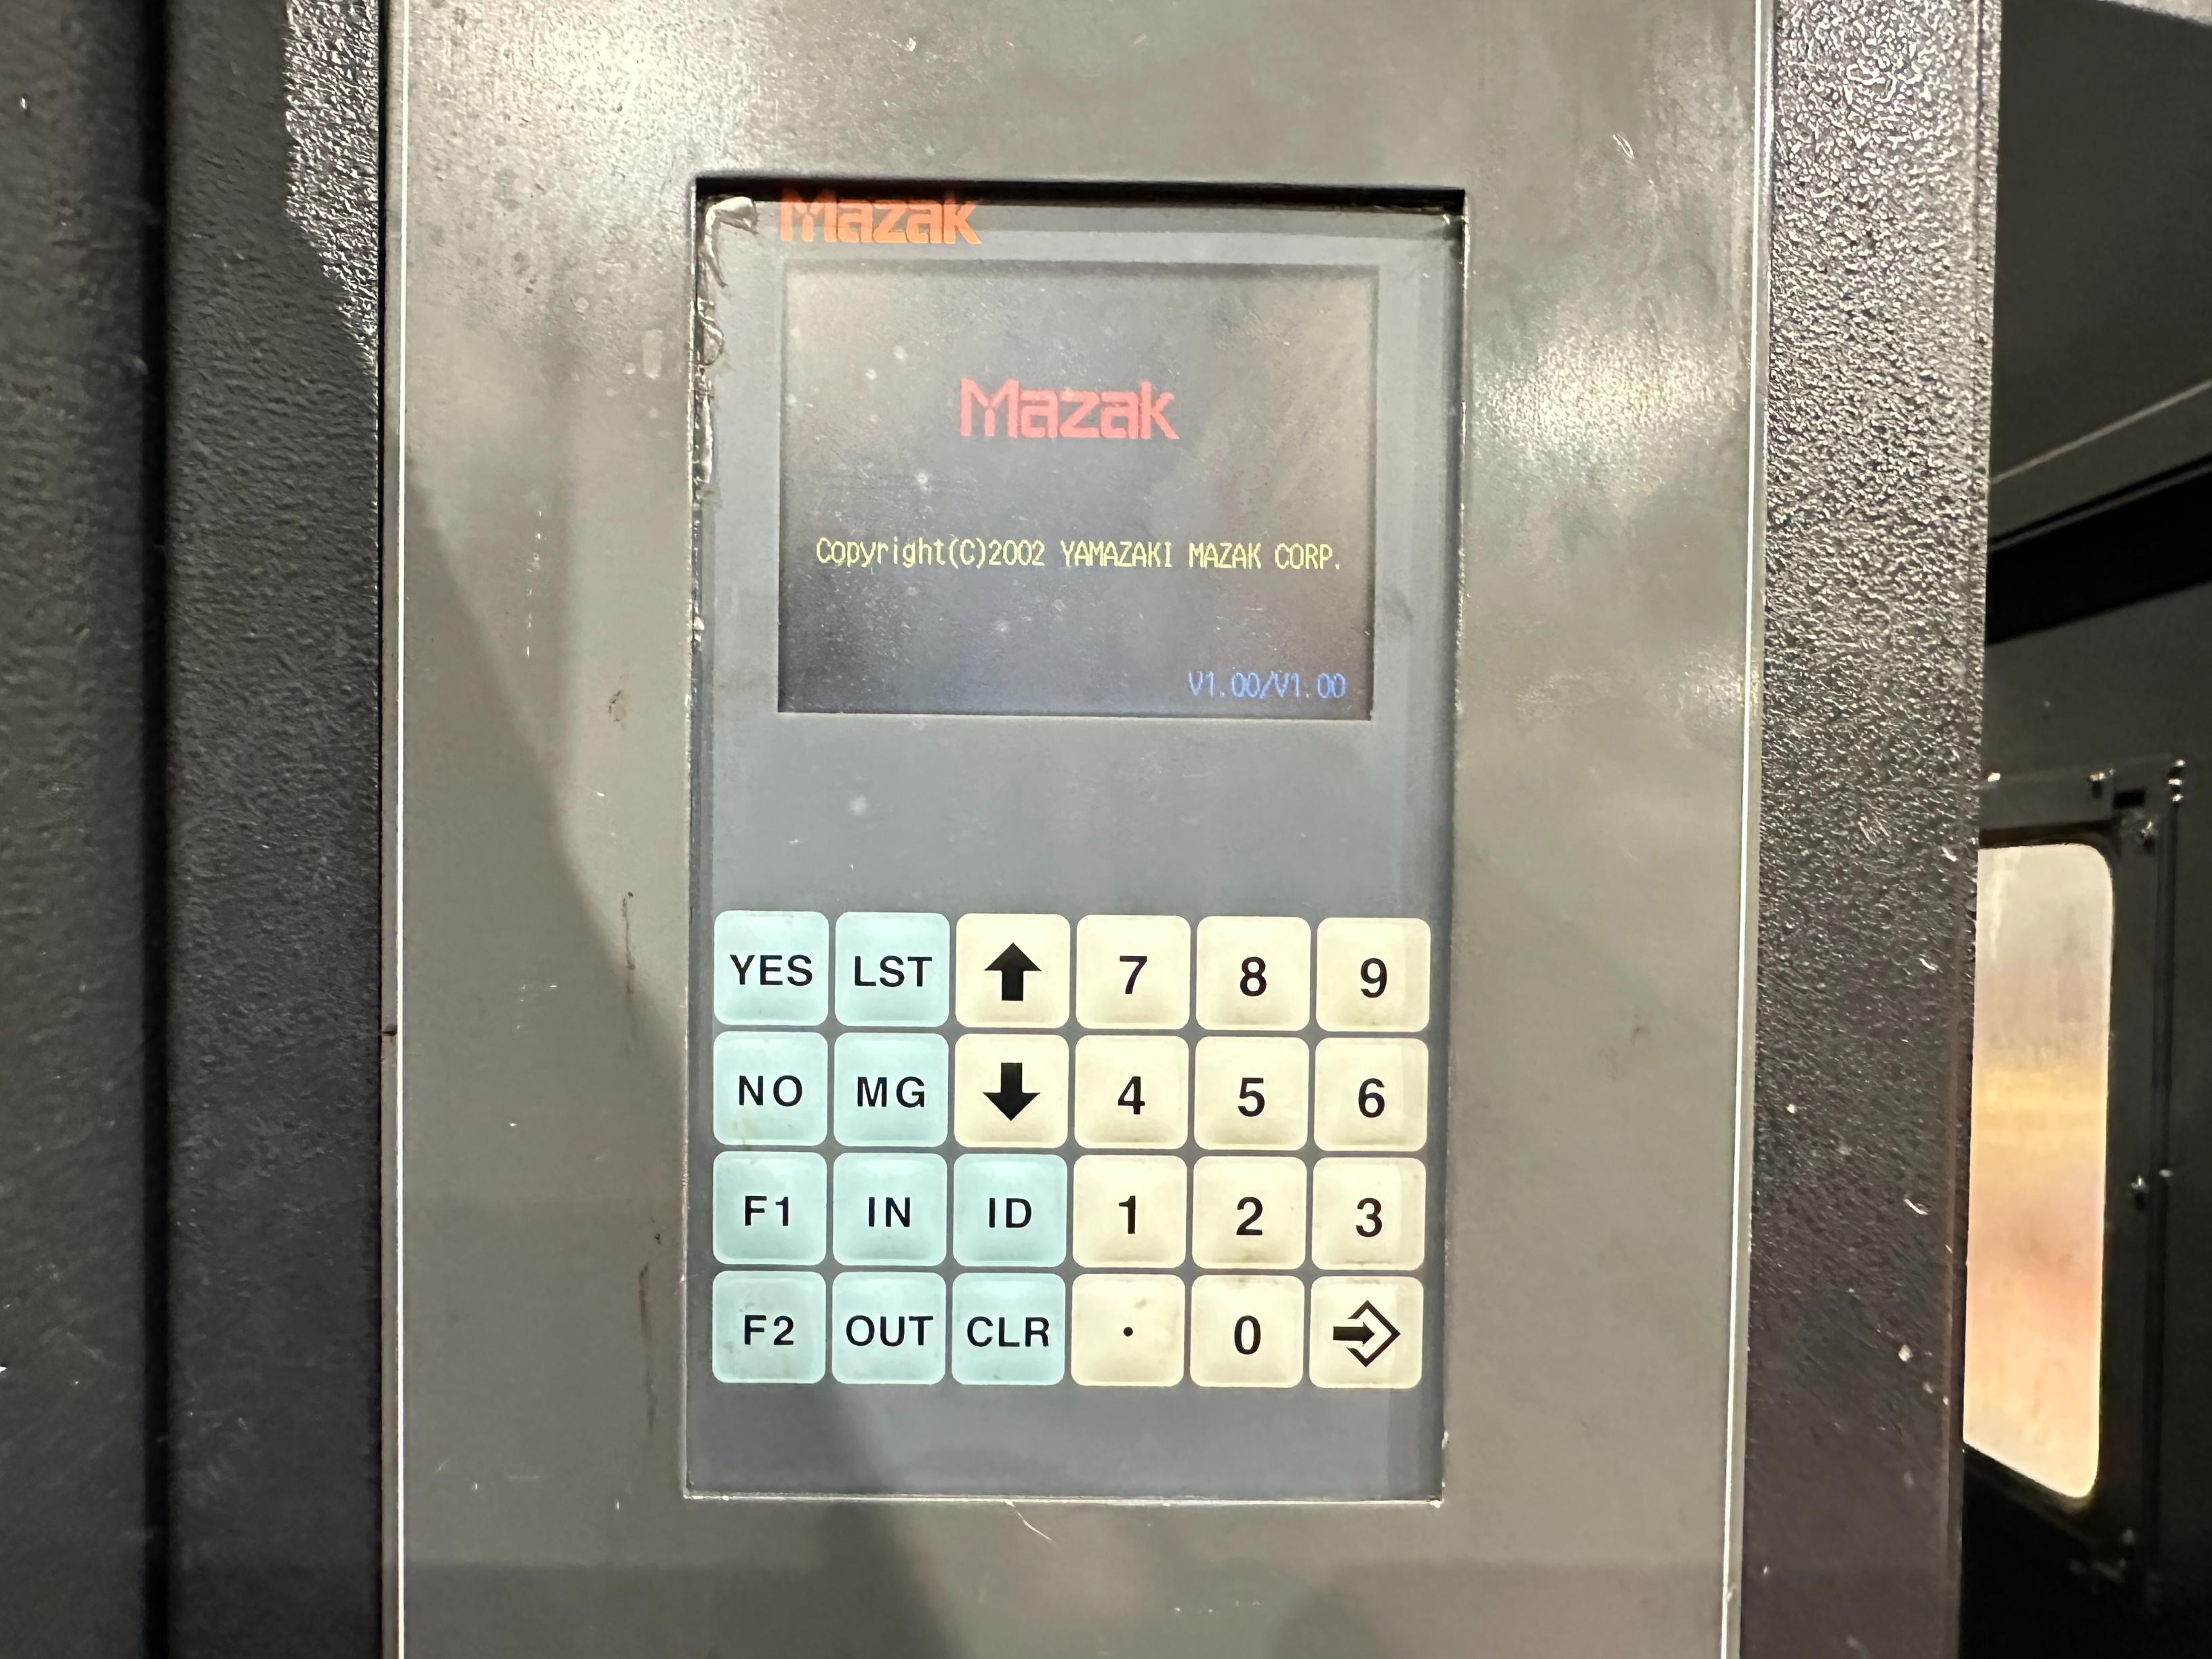 Mazak
Mazak
Copyright(C)2002 YAMAZAKI MAZAK CORP.
V1.00/V1.00
YES LST 7 8 9
NO MG 4 5 6
F1 IN ID 1 2 3
F2 OUT CLR . 0